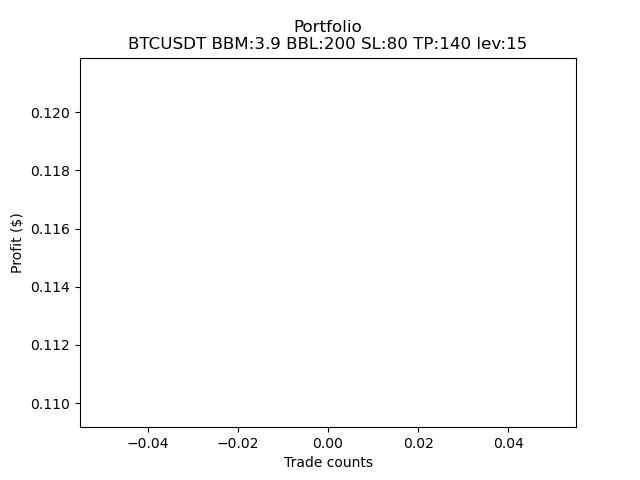 Portfolio
BTCUSDT BBM:3.9 BBL:200 SL:80 TP:140 lev:15
0.120
0.118
0.116
0.114
0.112
0.110
Profit ($)
−0.04
−0.02
0.00
0.02
0.04
Trade counts